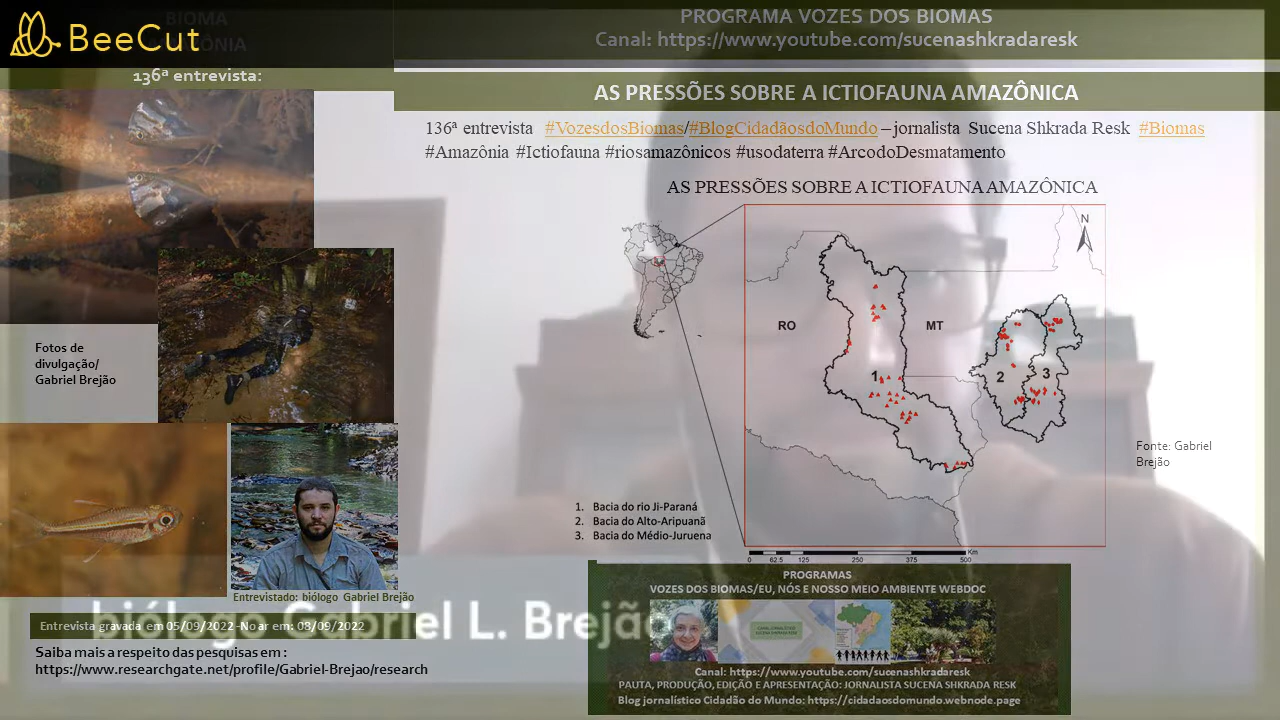 BeeCut
BIOMA
AMAZÔNIA
136ª entrevista:
PROGRAMA VOZES DOS BIOMAS
Canal: https://www.youtube.com/sucenashkradaresk
AS PRESSÕES SOBRE A ICTIOFAUNA AMAZÔNICA
136ª entrevista #VozesdosBiomas/#BlogCidadãosdoMundo – jornalista Sucena Shkrada Resk #Biomas
#Amazônia #Ictiofauna #riosamazônicos #usodaterra #ArcodoDesmatamento
AS PRESSÕES SOBRE A ICTIOFAUNA AMAZÔNICA
N
RO
MT
1
2
3
Fotos de
divulgação/
Gabriel Brejão
Fonte: Gabriel
Brejão
1. Bacia do rio Ji-Paraná
2. Bacia do Alto-Aripuanã
3. Bacia do Médio-Juruena
Km
0 62.5 125 250 375 500
Entrevistado: biólogo Gabriel Brejão
biólogo Gabriel L. Brejão
Entrevista gravada em 05/09/2022 -No ar em: 08/09/2022
Saiba mais a respeito das pesquisas em :
https://www.researchgate.net/profile/Gabriel-Brejao/research
PROGRAMAS
VOZES DOS BIOMAS/EU, NÓS E NOSSO MEIO AMBIENTE WEBDOC
Canal: https://www.youtube.com/sucenashkradaresk
PAUTA, PRODUÇÃO, EDIÇÃO E APRESENTAÇÃO: JORNALISTA SUCENA SHKRADA RESK
Blog jornalístico Cidadão do Mundo: https://cidadaosdomundo.webnode.page